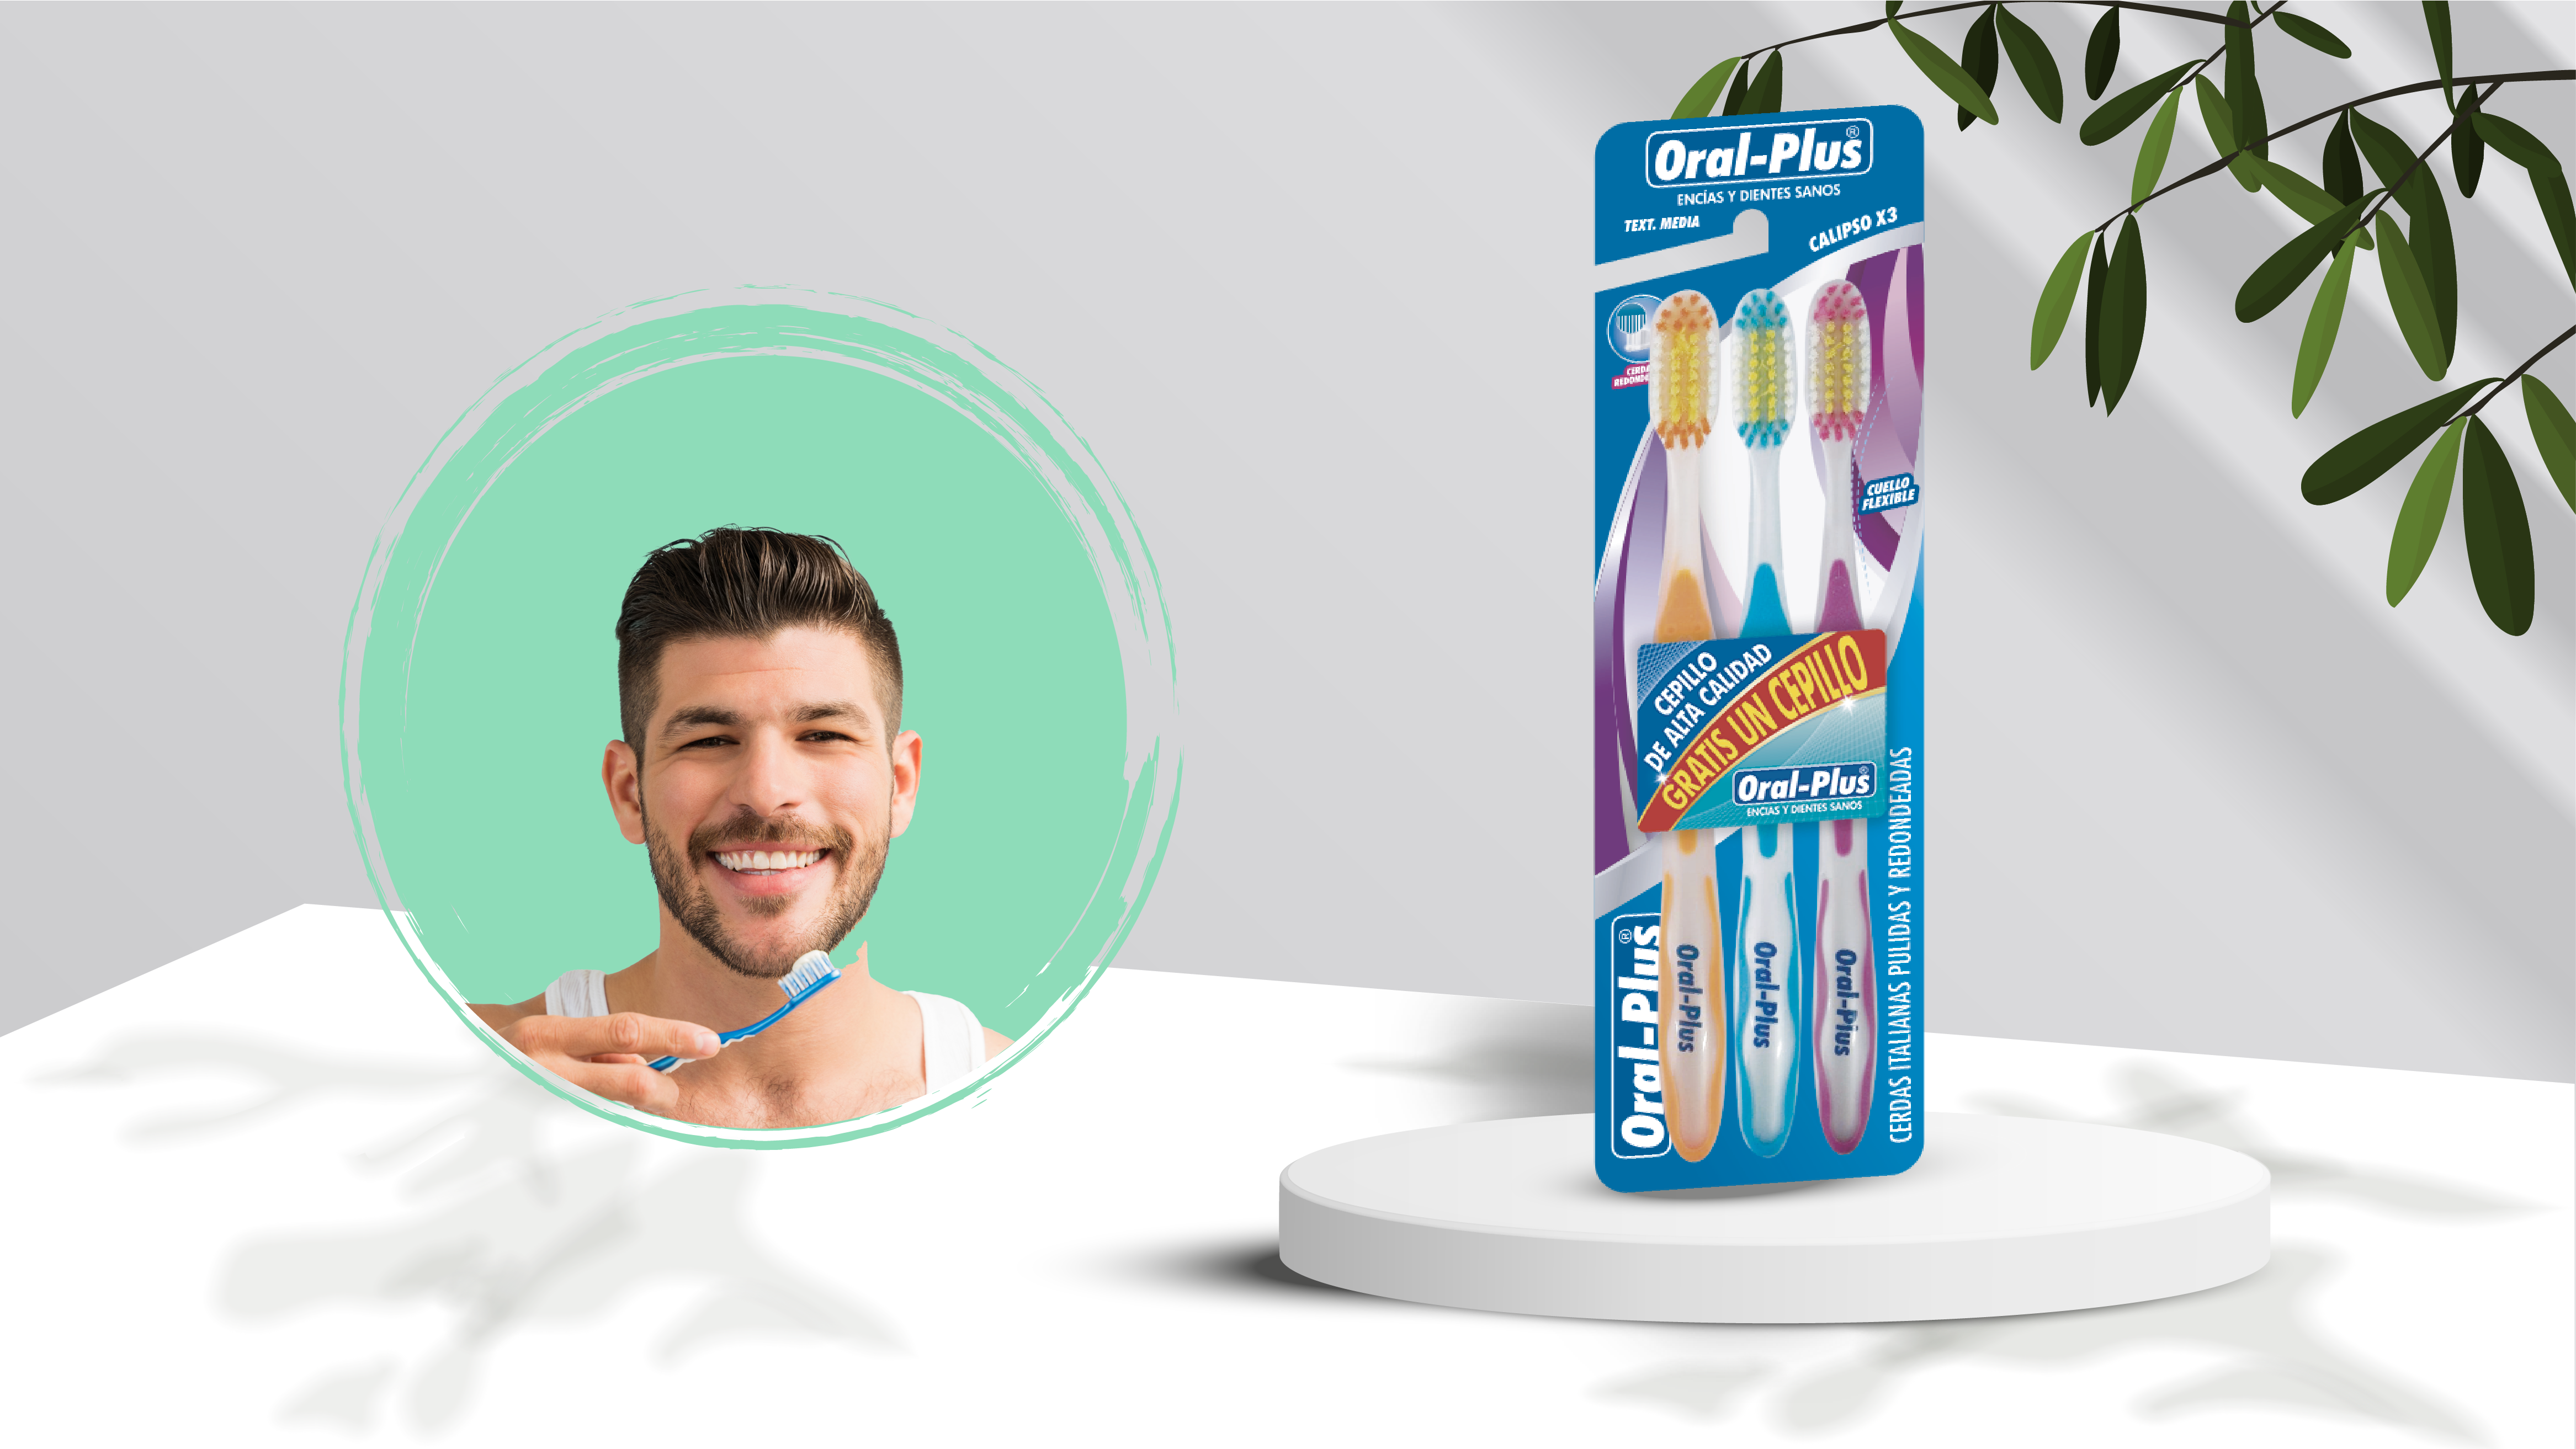 Oral-Plus®
ENCÍAS Y DIENTES SANOS
TEXT. MEDIA
CALIPSO X3
CUELLO
FLEXIBLE
CEPILLO
DE ALTA CALIDAD
GRATIS UN CEPILLO
Oral-Plus®
ENCÍAS Y DIENTES SANOS
Oral-Plus®
Oral-Plus
Oral-Plus
Oral-Plus
CERDAS ITALIANAS PULIDAS Y REDONDEADAS